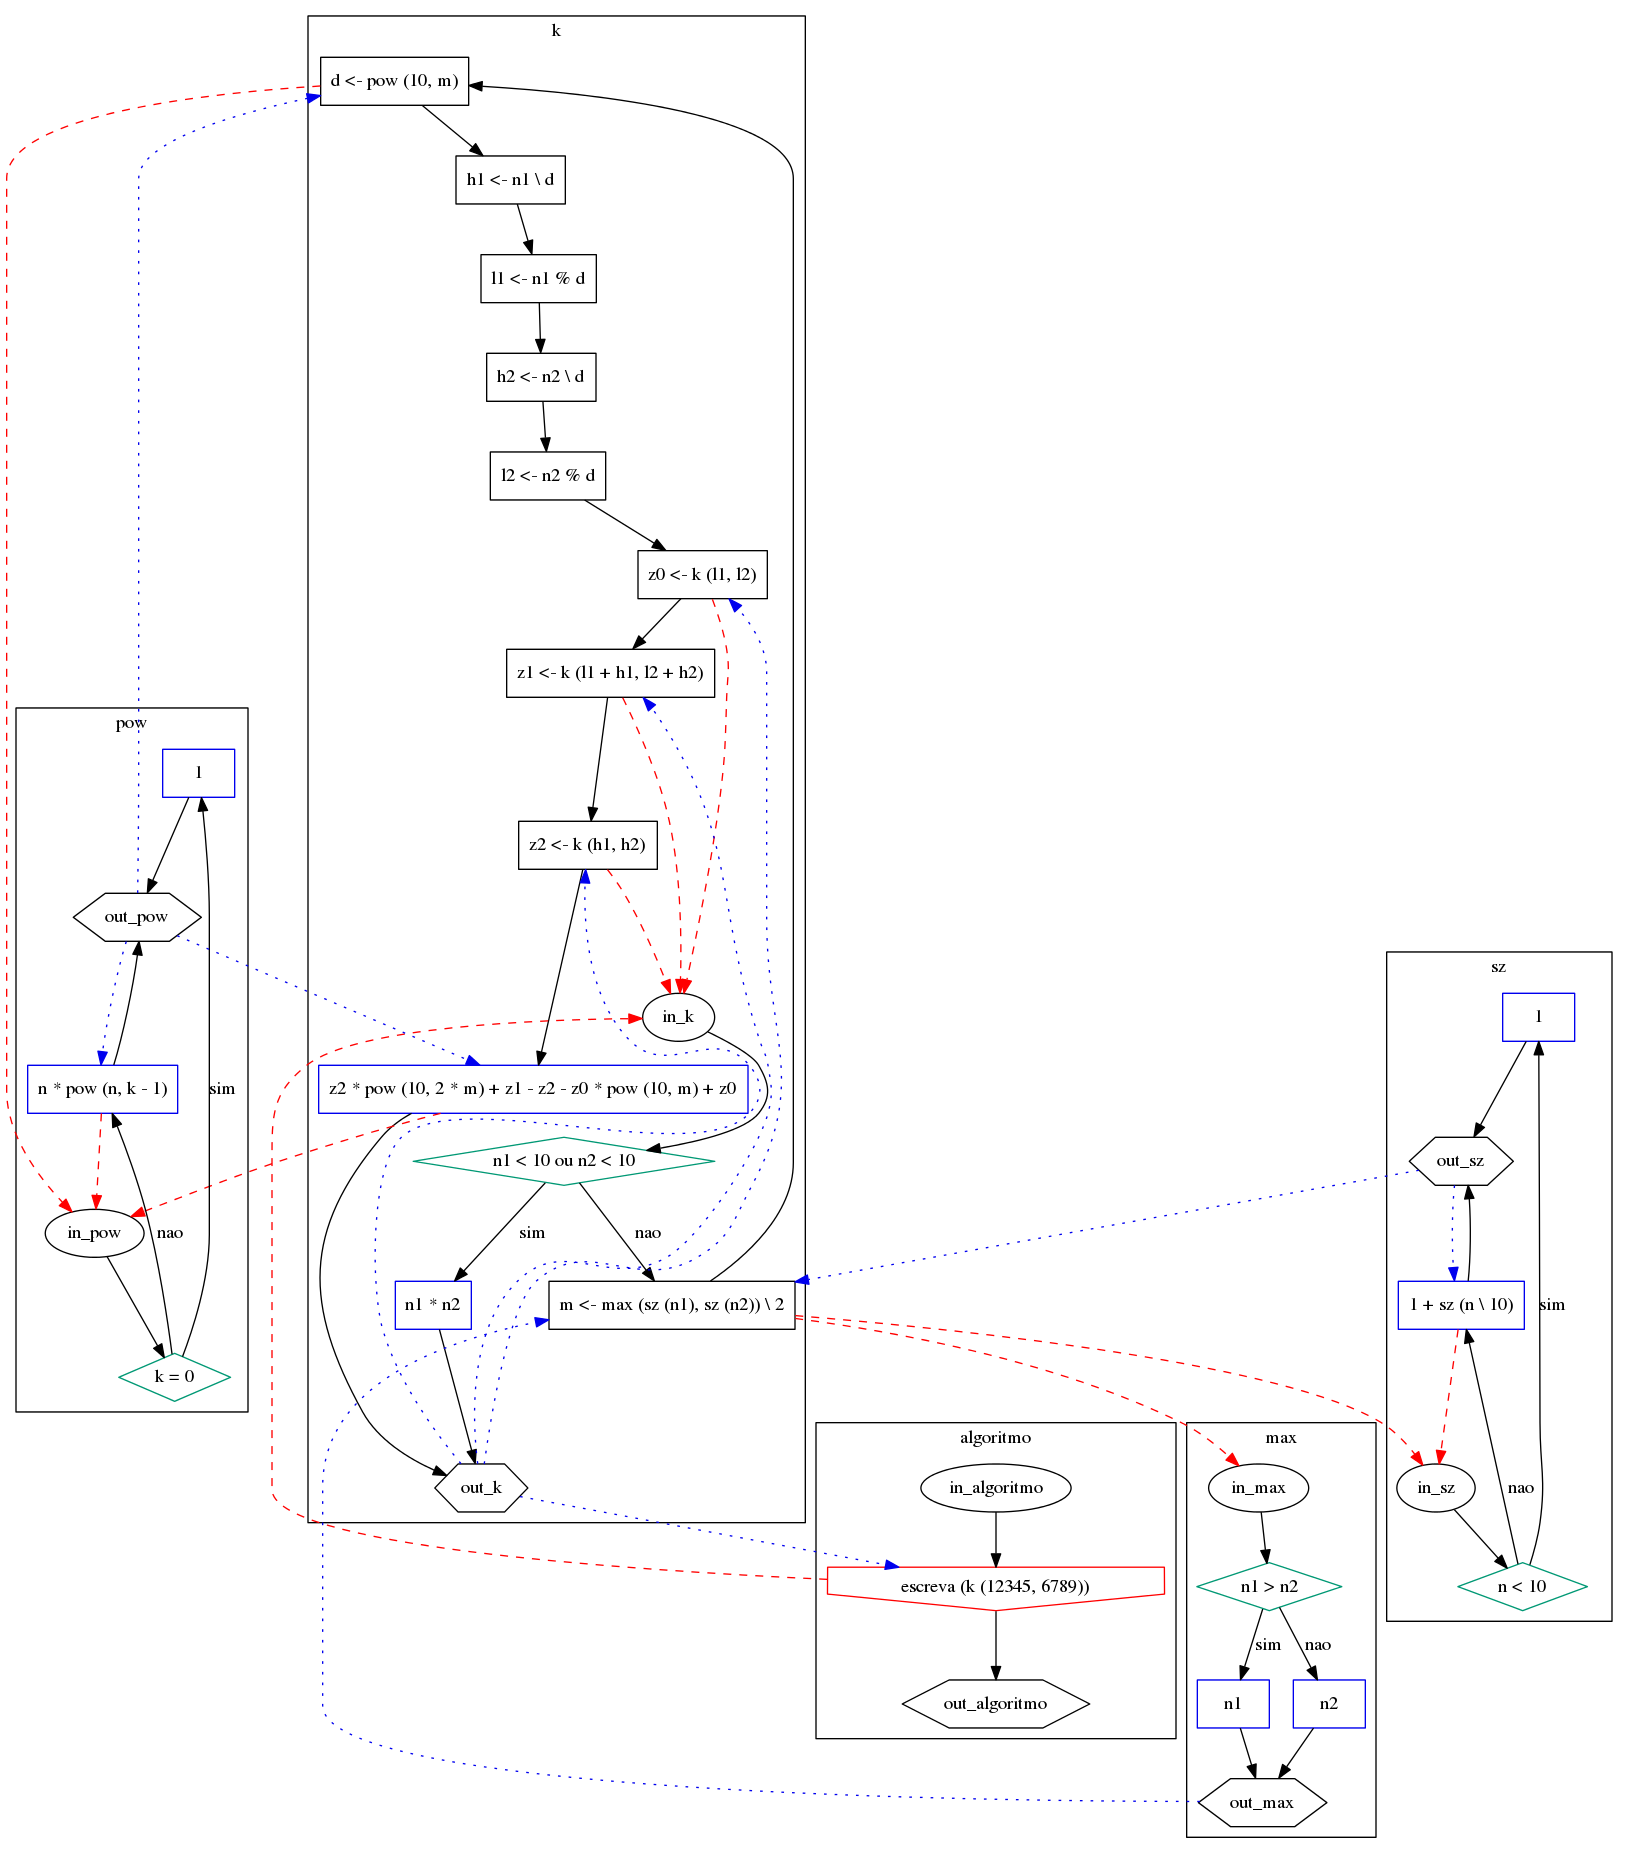 k
d <- pow (10, m)
h1 <- n1 \ d
l1 <- n1 % d
h2 <- n2 \ d
l2 <- n2 % d
z0 <- k (l1, l2)
z1 <- k (l1 + h1, l2 + h2)
z2 <- k (h1, h2)
in_k
z2 * pow (10, 2 * m) + z1 - z2 - z0 * pow (10, m) + z0
n1 < 10 ou n2 < 10
sim
nao
n1 * n2
m <- max (sz (n1), sz (n2)) \ 2
out_k
pow
1
out_pow
n * pow (n, k - 1)
sim
in_pow
nao
k = 0
algoritmo
in_algoritmo
escreva (k (12345, 6789))
out_algoritmo
max
in_max
n1 > n2
sim
nao
n1
n2
out_max
sz
1
out_sz
1 + sz (n \ 10)
sim
in_sz
nao
n < 10